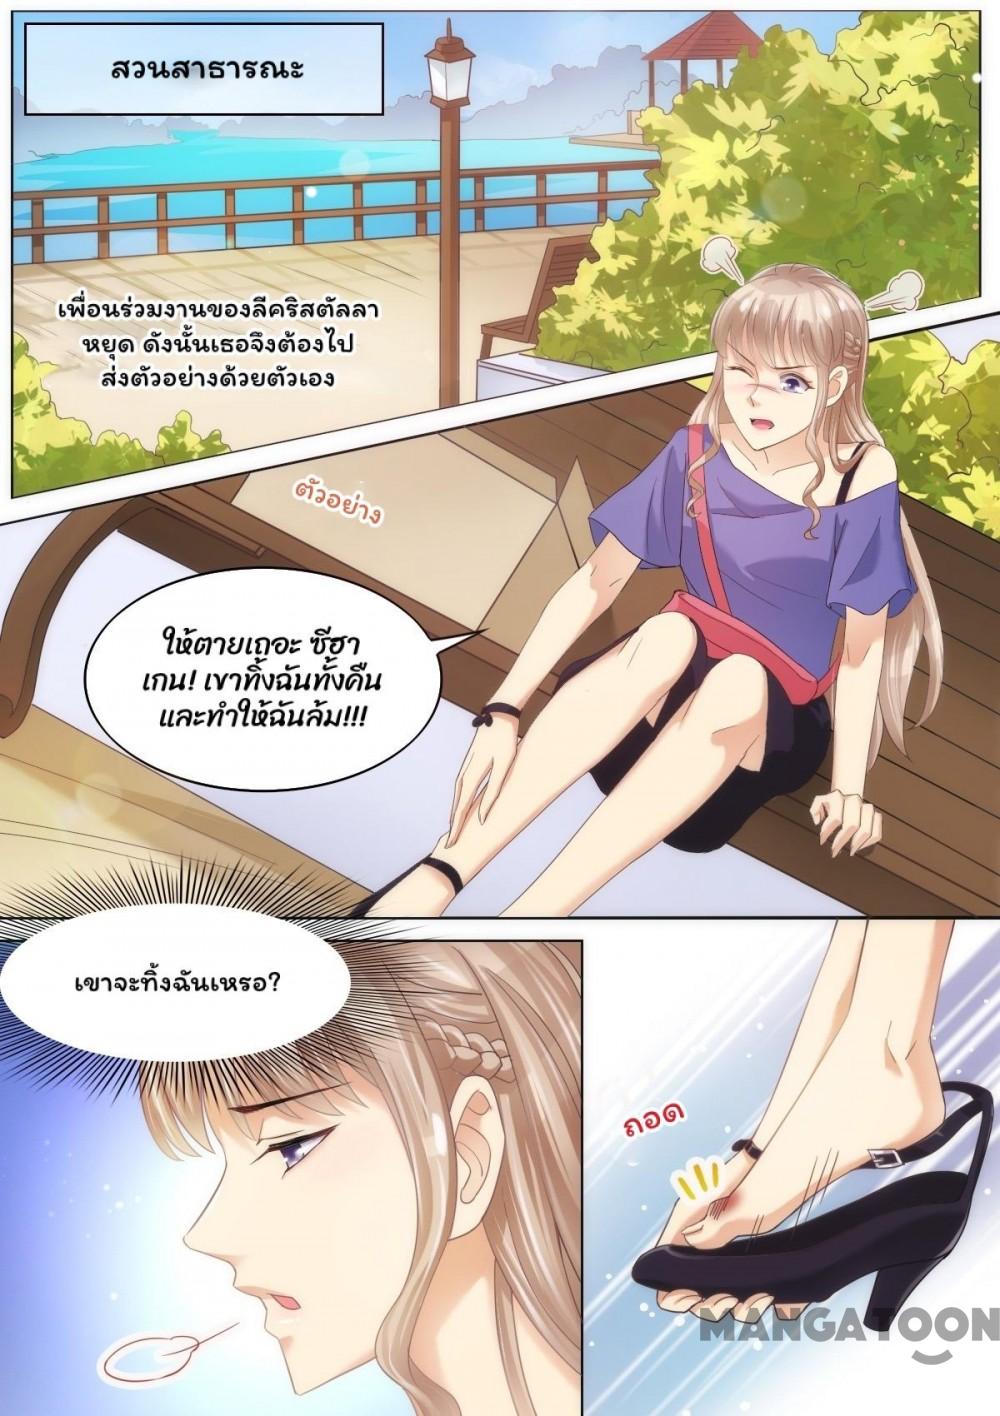 สวนสาธารณะ
เพื่อนร่วมงานของลีคริสตัลลา
หยุด ดังนั้นเธอจึงต้องไป
ส่งตัวอย่างด้วยตัวเอง
ตัวอย่าง
ให้ตายเถอะ ซีฮา
เกน! เขาทิ้งฉันทั้งคืน
และทำให้ฉันล้ม!!!
เขาจะทิ้งฉันเหรอ?
ถอด
MANGATOON